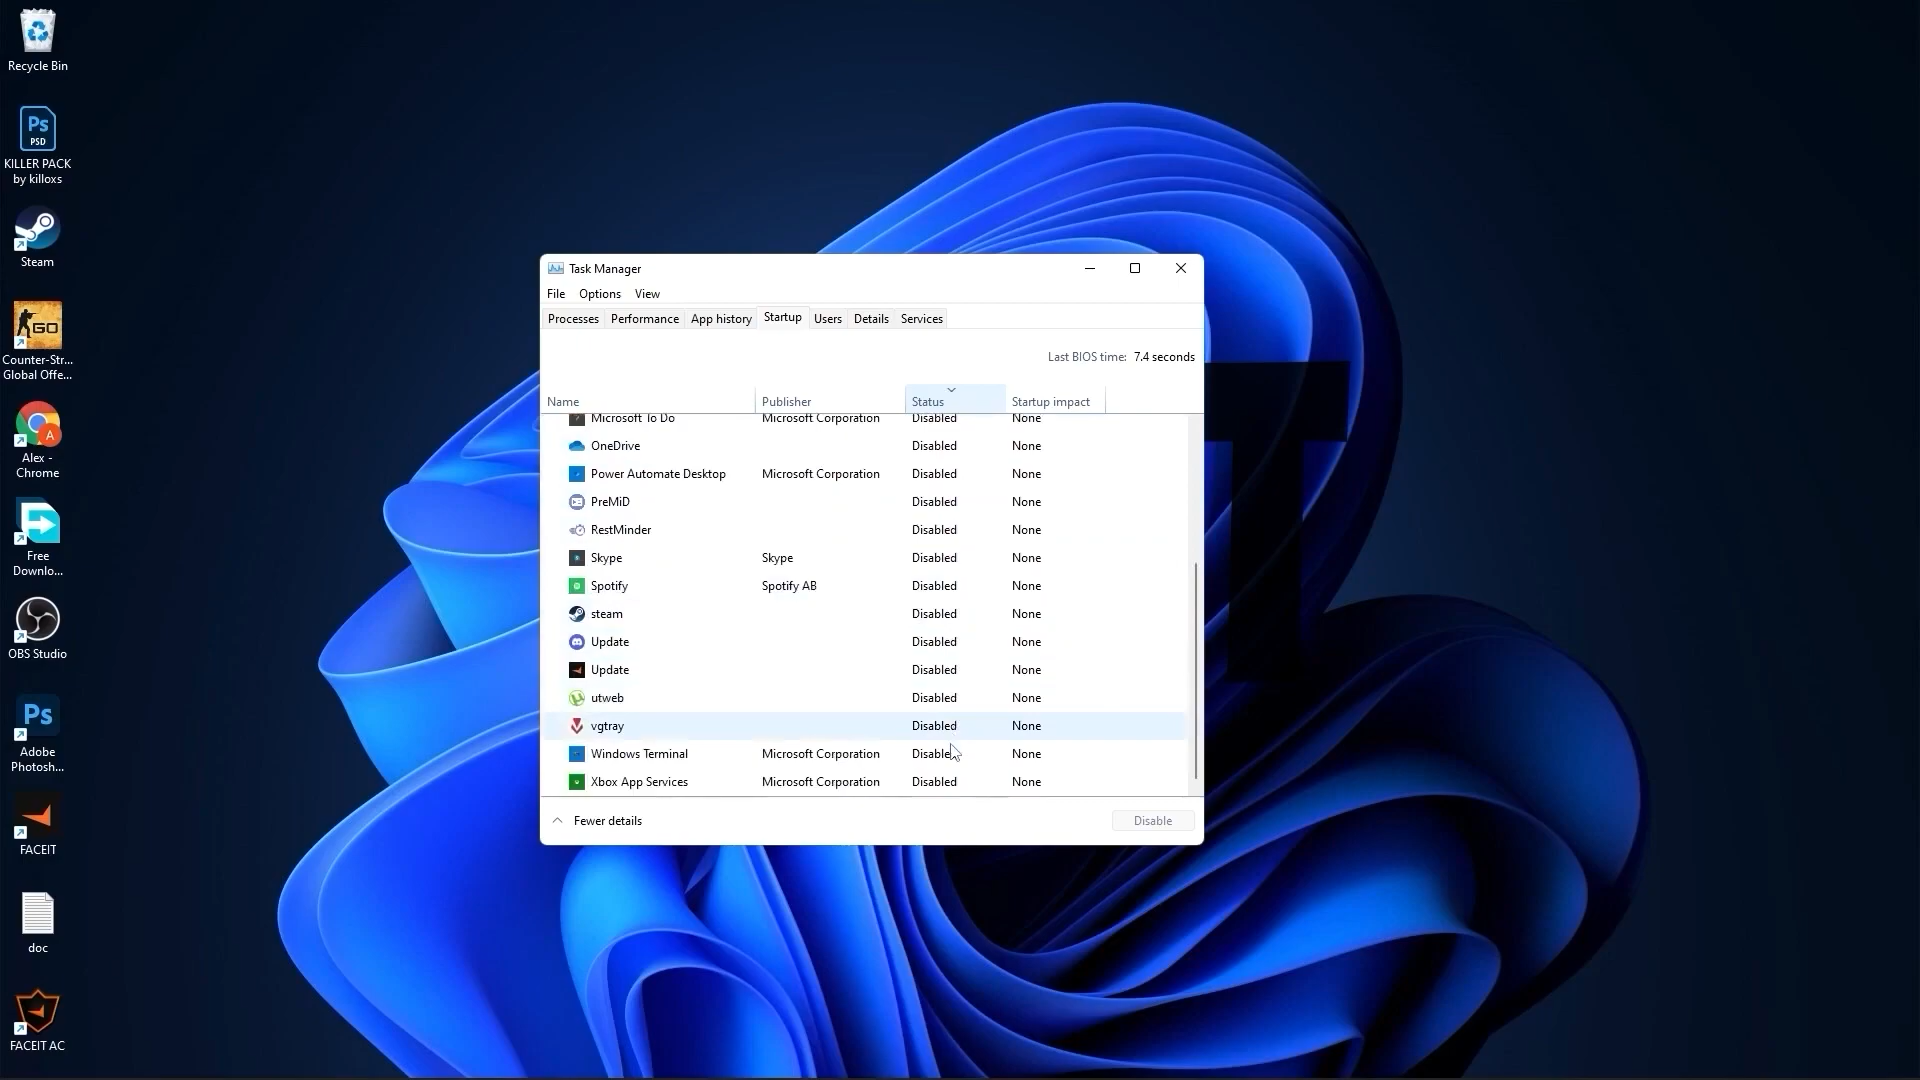 Recycle Bin
Ps
PSD
KILLER PACK
by killoxs
Steam
GO
Counter-Str...
Global Offe...
A
Alex -
Chrome
Free
Downlo...
OBS Studio
Ps
Adobe
Photosh...
FACEIT
doc
FACEIT AC
Task Manager
File Options View
Processes Performance App history Startup Users Details Services
Last BIOS time: 7.4 seconds
Name Publisher Status Startup impact
Microsoft To Do Microsoft Corporation Disabled None
OneDrive Disabled None
Power Automate Desktop Microsoft Corporation Disabled None
PreMiD Disabled None
RestMinder Disabled None
Skype Skype Disabled None
Spotify Spotify AB Disabled None
steam Disabled None
Update Disabled None
Update Disabled None
utweb Disabled None
vgtray Disabled None
Windows Terminal Microsoft Corporation Disabled None
Xbox App Services Microsoft Corporation Disabled None
Fewer details Disable